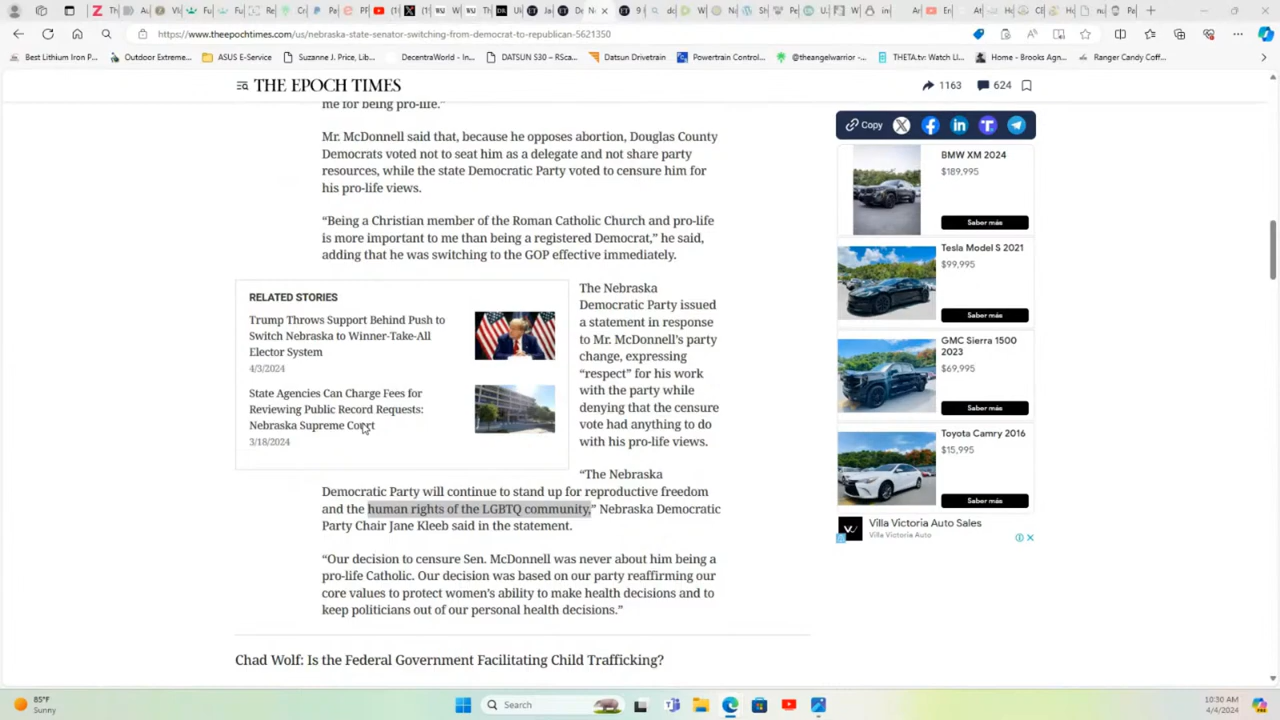 https://www.theepochtimes.com/us/nebraska-state-senator-switching-from-democrat-to-republican-5621350
Best Lithium Iron P...
Outdoor Extreme...
ASUS E-Service
Suzanne J. Price, Lib...
DecentraWorld - In...
DATSUN S30 – RSca...
Datsun Drivetrain
Powertrain Control...
@theangelwarrior -...
THETA.tv: Watch LI...
Home - Brooks Agn...
Ranger Candy Coff...
THE EPOCH TIMES
1163
624
me for being pro-life.”
Mr. McDonnell said that, because he opposes abortion, Douglas County
Democrats voted not to seat him as a delegate and not share party
resources, while the state Democratic Party voted to censure him for
his pro-life views.
“Being a Christian member of the Roman Catholic Church and pro-life
is more important to me than being a registered Democrat,” he said,
adding that he was switching to the GOP effective immediately.
RELATED STORIES
Trump Throws Support Behind Push to
Switch Nebraska to Winner-Take-All
Elector System
4/3/2024
State Agencies Can Charge Fees for
Reviewing Public Record Requests:
Nebraska Supreme Court
3/18/2024
The Nebraska
Democratic Party issued
a statement in response
to Mr. McDonnell’s party
change, expressing
“respect” for his work
with the party while
denying that the censure
vote had anything to do
with his pro-life views.
“The Nebraska
Democratic Party will continue to stand up for reproductive freedom
and the human rights of the LGBTQ community,” Nebraska Democratic
Party Chair Jane Kleeb said in the statement.
“Our decision to censure Sen. McDonnell was never about him being a
pro-life Catholic. Our decision was based on our party reaffirming our
core values to protect women’s ability to make health decisions and to
keep politicians out of our personal health decisions.”
Chad Wolf: Is the Federal Government Facilitating Child Trafficking?
Copy
BMW XM 2024
$189,995
Saber más
Tesla Model S 2021
$99,995
Saber más
GMC Sierra 1500
2023
$69,995
Saber más
Toyota Camry 2016
$15,995
Saber más
Villa Victoria Auto Sales
Villa Victoria Auto
85°F
Sunny
Search
10:30 AM
4/4/2024